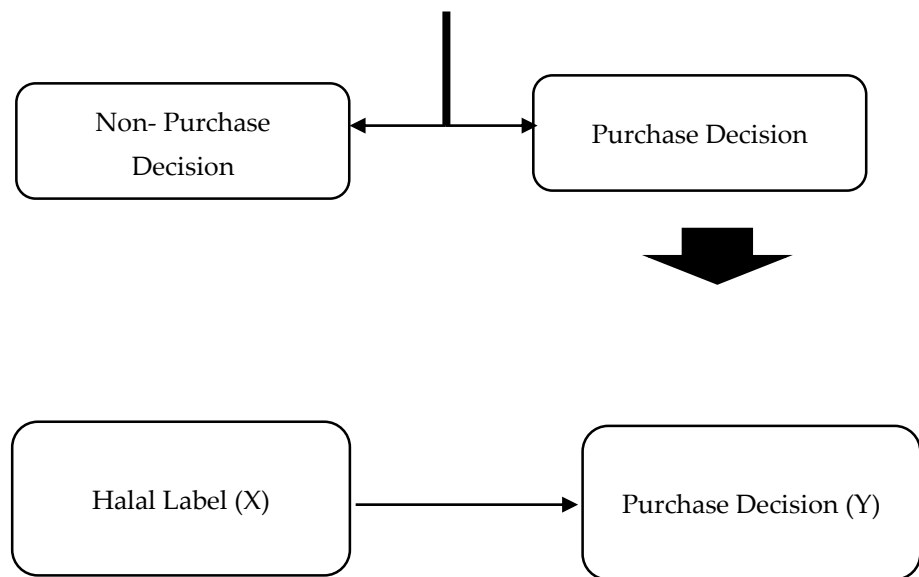 Non- Purchase
Decision
Purchase Decision
Halal Label (X)
Purchase Decision (Y)